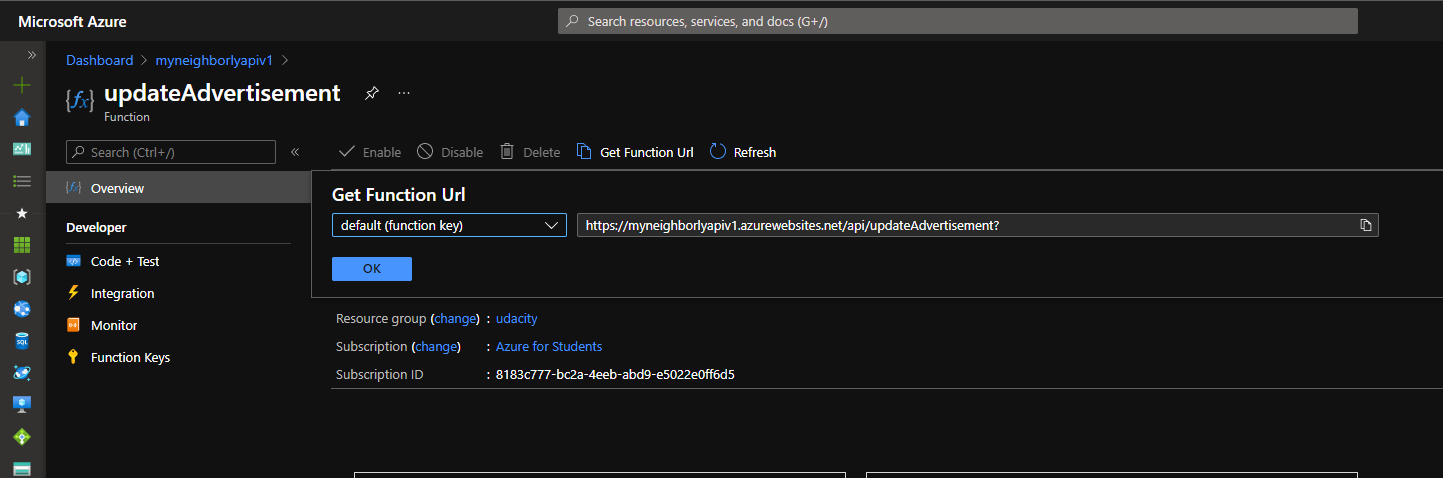 Microsoft Azure
Search resources, services, and docs (G+/)
Dashboard > myneighborlyapiv1 >
updateAdvertisement
Function
Search (Ctrl+/)
Enable Disable Delete Get Function Url Refresh
Overview
Developer
Code + Test
Integration
Monitor
Function Keys
Get Function Url
default (function key)
https://myneighborlyapiv1.azurewebsites.net/api/updateAdvertisement?
OK
Resource group (change) : udacity
Subscription (change) : Azure for Students
Subscription ID : 8183c777-bc2a-4eeb-abd9-e5022e0ff6d5